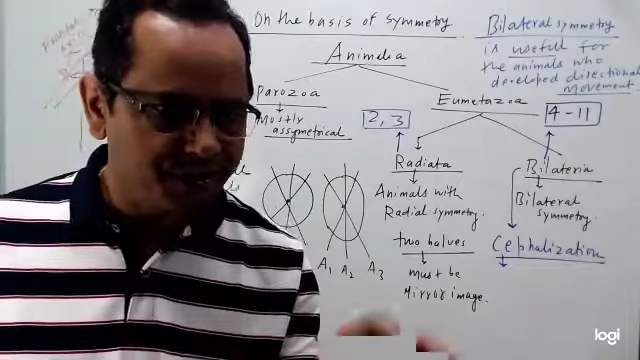 On the basis of symmetry.
Animalia
Parozoa
Mostly
assymetrical
2, 3
Eumetazoa
4-11
Radiata
Animals with
Radial symmetry.
two halves
must be
Mirror image.
Bilateria
Bilateral
symmetry.
Cephalization
A1 A2 A3
Bilateral symmetry
is useful for
the animals who
developed directional
movement.
logi